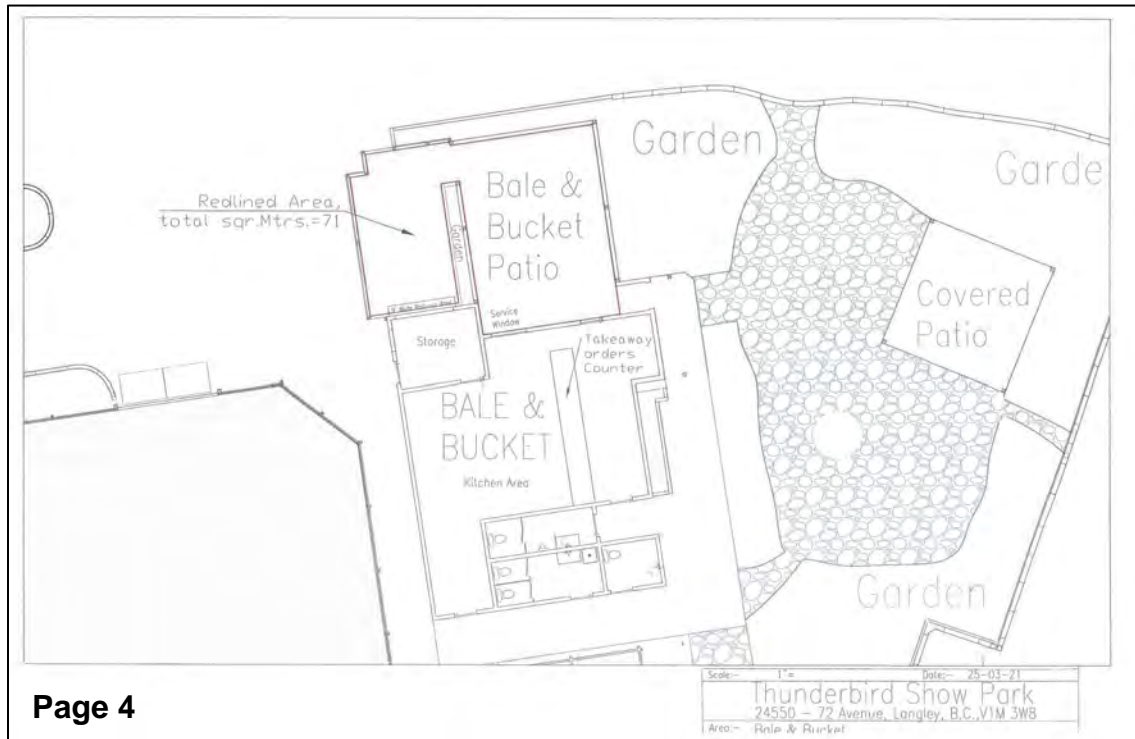 Garden
Garde
Redlined Area,
total sqr.Mtrs.=71
Garden
Bale &
Bucket
Patio
Service
Window
Storage
Takeaway
orders
Counter
Covered
Patio
BALE &
BUCKET
Kitchen Area
Garden
Scale:- 1"=
Date:- 25-03-21
Thunderbird Show Park
24550 - 72 Avenue, Langley, B.C.,V1M 3W8
Area:- Bale & Bucket
Page 4